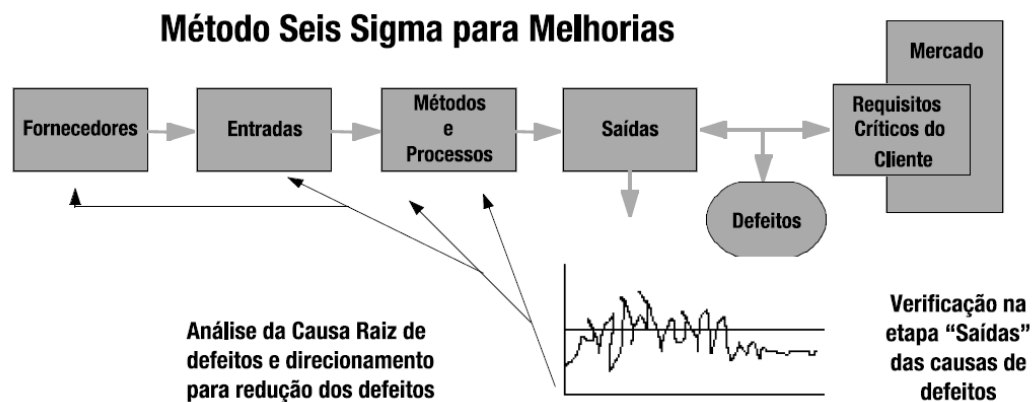 Método Seis Sigma para Melhorias
Mercado
Fornecedores
Entradas
Métodos
e
Processos
Saídas
Requisitos
Críticos do
Cliente
Defeitos
Análise da Causa Raiz de
defeitos e direcionamento
para redução dos defeitos
Verificação na
etapa “Saídas”
das causas de
defeitos